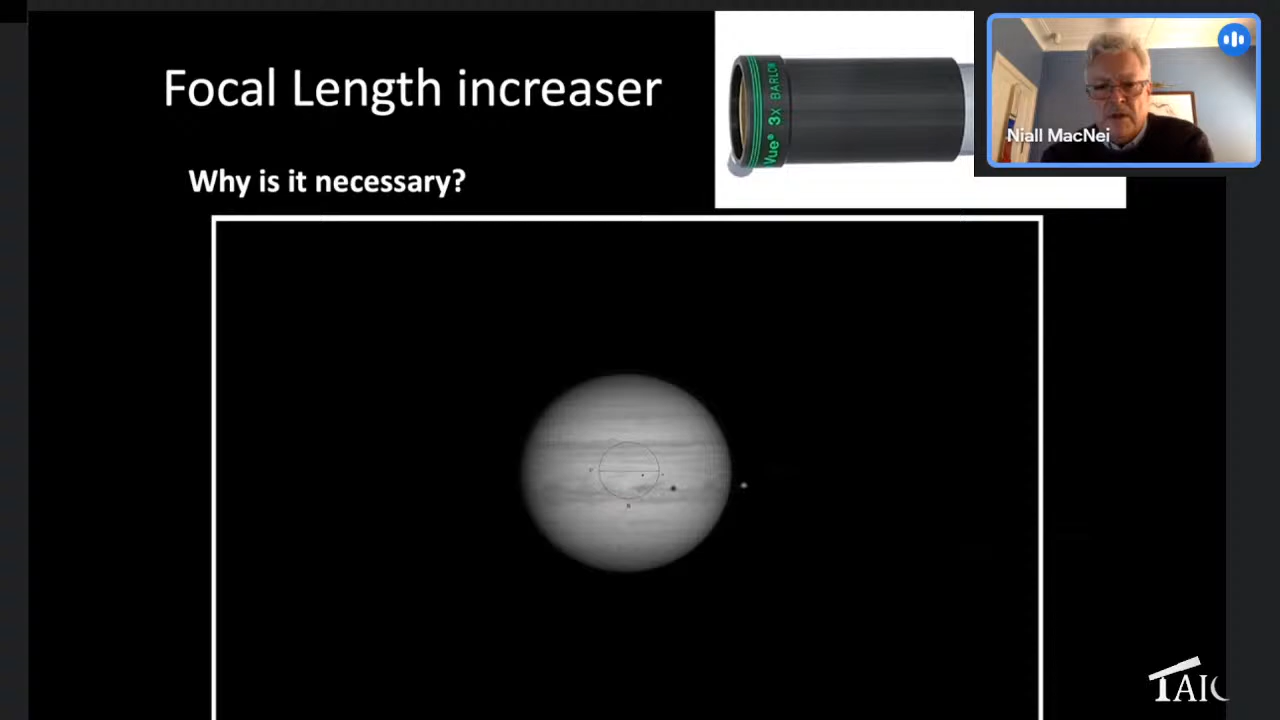 Focal Length increaser
Why is it necessary?
Vue® 3x BARLOW
Niall MacNei
N
TAIC